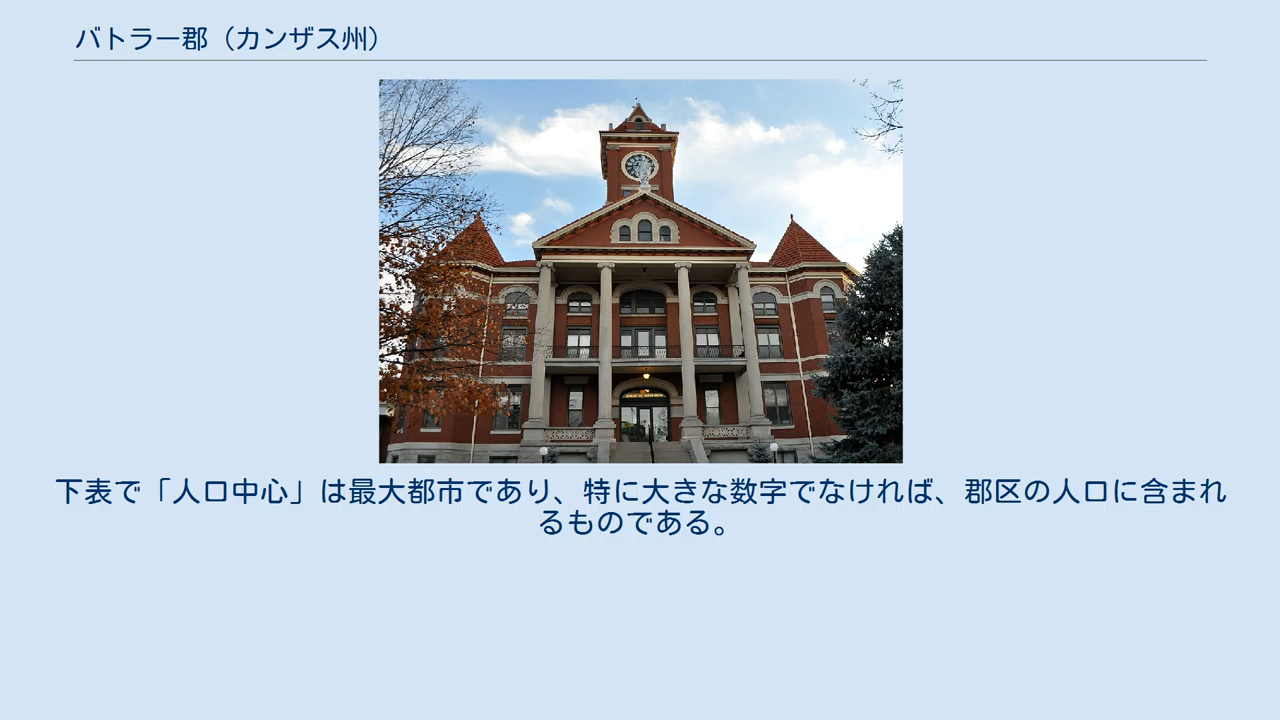 バトラー郡（カンザス州）
下表で「人口中心」は最大都市であり、特に大きな数字でなければ、郡区の人口に含まれ
るものである。